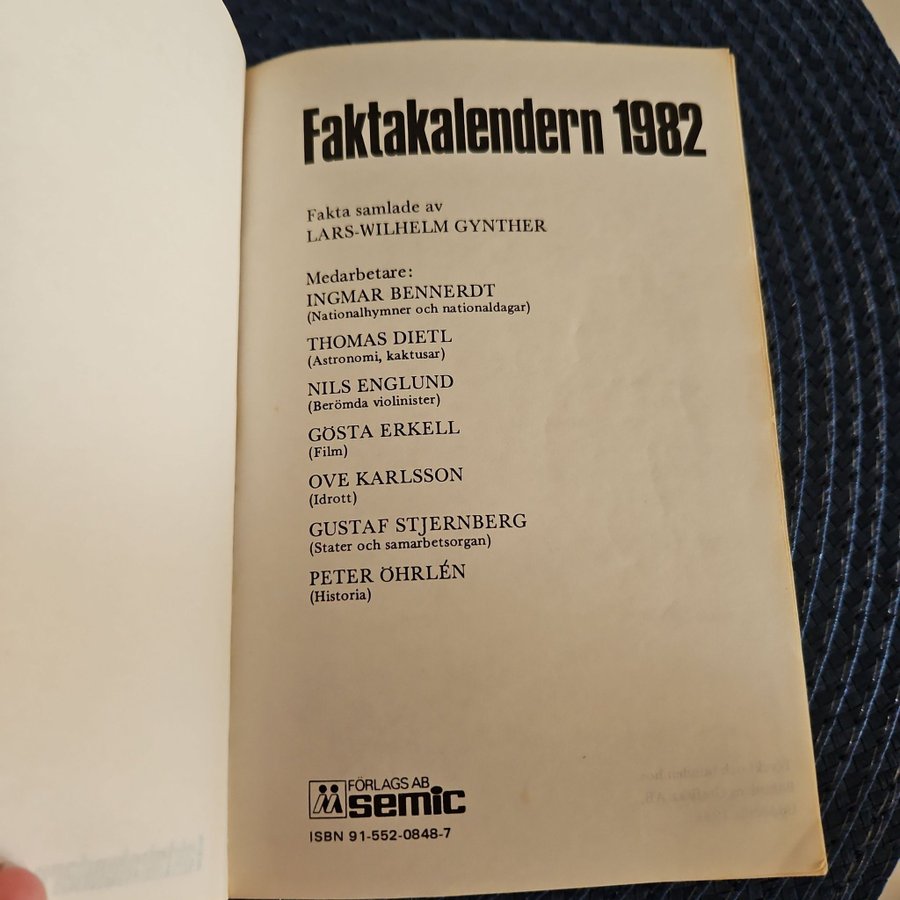 Faktakalendern 1982
Fakta samlade av
LARS-WILHELM GYNTHER
Medarbetare:
INGMAR BENNERDT
(Nationalhymner och nationaldagar)
THOMAS DIETL
(Astronomi, kaktusar)
NILS ENGLUND
(Berömda violinister)
GÖSTA ERKELL
(Film)
OVE KARLSSON
(Idrott)
GUSTAF STJERNBERG
(Stater och samarbetsorgan)
PETER ÖHRLÉN
(Historia)
FÖRLAGS AB
semic
ISBN 91-552-0848-7